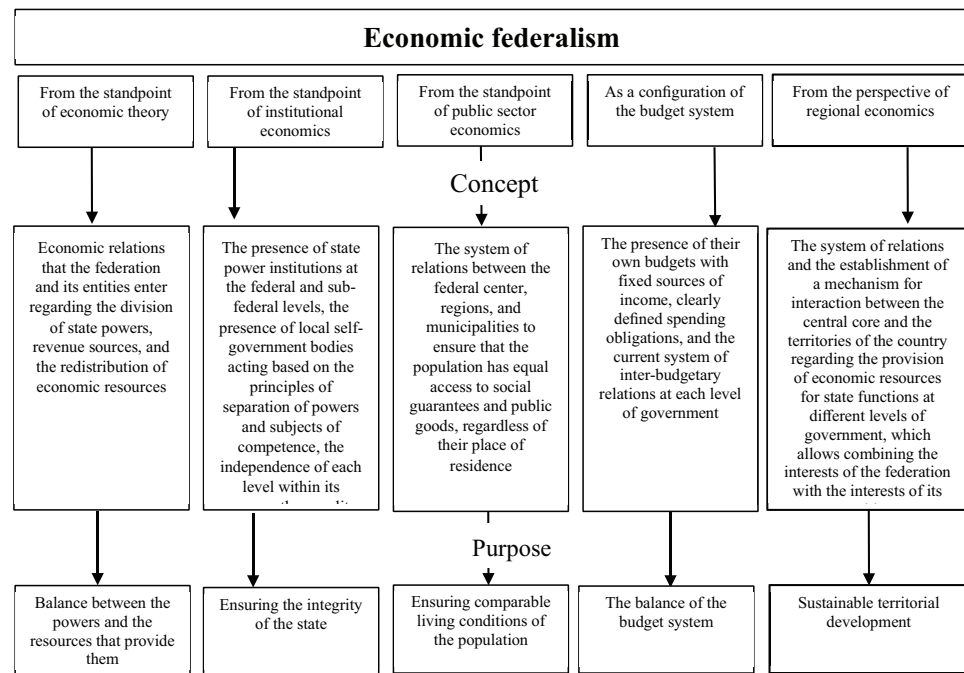 Economic federalism
From the standpoint
of economic theory
From the standpoint
of institutional
economics
From the standpoint
of public sector
economics
As a configuration of
the budget system
From the perspective of
regional economics
Concept
Economic relations
that the federation
and its entities enter
regarding the division
of state powers,
revenue sources, and
the redistribution of
economic resources
The presence of state
power institutions at
the federal and sub-
federal levels, the
presence of local self-
government bodies
acting based on the
principles of
separation of powers
and subjects of
competence, the
independence of each
level within its
The system of
relations between the
federal center,
regions, and
municipalities to
ensure that the
population has equal
access to social
guarantees and public
goods, regardless of
their place of
residence
The presence of their
own budgets with
fixed sources of
income, clearly
defined spending
obligations, and the
current system of
inter-budgetary
relations at each level
of government
The system of relations
and the establishment of
a mechanism for
interaction between the
central core and the
territories of the country
regarding the provision
of economic resources
for state functions at
different levels of
government, which
allows combining the
interests of the federation
with the interests of its
Purpose
Balance between the
powers and the
resources that provide
them
Ensuring the integrity
of the state
Ensuring comparable
living conditions of
the population
The balance of the
budget system
Sustainable territorial
development